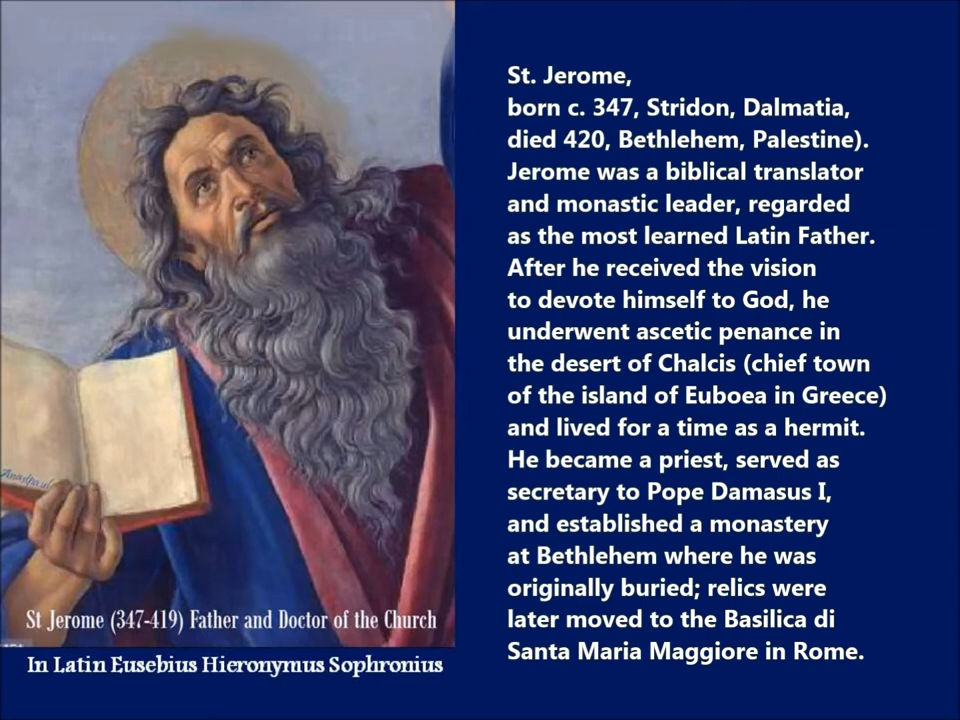 St. Jerome,
born c. 347, Stridon, Dalmatia,
died 420, Bethlehem, Palestine).
Jerome was a biblical translator
and monastic leader, regarded
as the most learned Latin Father.
After he received the vision
to devote himself to God, he
underwent ascetic penance in
the desert of Chalcis (chief town
of the island of Euboea in Greece)
and lived for a time as a hermit.
He became a priest, served as
secretary to Pope Damasus I,
and established a monastery
at Bethlehem where he was
originally buried; relics were
later moved to the Basilica di
Santa Maria Maggiore in Rome.
St Jerome (347-419) Father and Doctor of the Church
In Latin Eusebius Hieronymus Sophronius